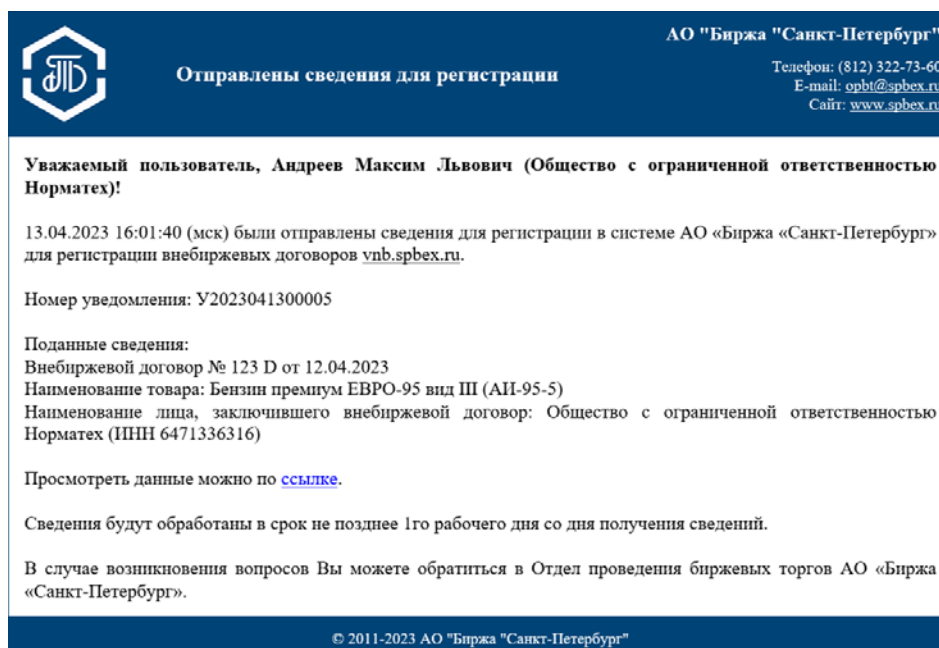 АО "Биржа "Санкт-Петербург"
Отправлены сведения для регистрации
Телефон: (812) 322-73-60
E-mail: opbt@spbex.ru
Сайт: www.spbex.ru
Уважаемый пользователь, Андреев Максим Львович (Общество с ограниченной ответственностью
Норматех)!
13.04.2023 16:01:40 (мск) были отправлены сведения для регистрации в системе АО «Биржа «Санкт-Петербург»
для регистрации внебиржевых договоров vnb.spbex.ru.
Номер уведомления: У2023041300005
Поданные сведения:
Внебиржевой договор № 123 D от 12.04.2023
Наименование товара: Бензин премиум ЕВРО-95 вид III (АИ-95-5)
Наименование лица, заключившего внебиржевой договор: Общество с ограниченной ответственностью
Норматех (ИНН 6471336316)
Просмотреть данные можно по ссылке.
Сведения будут обработаны в срок не позднее 1го рабочего дня со дня получения сведений.
В случае возникновения вопросов Вы можете обратиться в Отдел проведения биржевых торгов АО «Биржа
«Санкт-Петербург».
© 2011-2023 АО "Биржа "Санкт-Петербург"